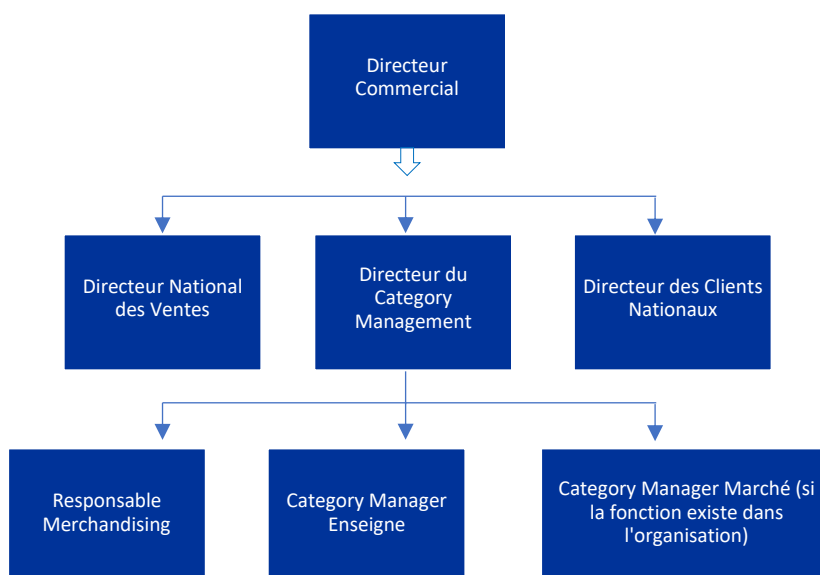 Directeur
Commercial
Directeur National
des Ventes
Directeur du
Category
Management
Directeur des Clients
Nationaux
Responsable
Merchandising
Category Manager
Enseigne
Category Manager Marché (si
la fonction existe dans
l'organisation)